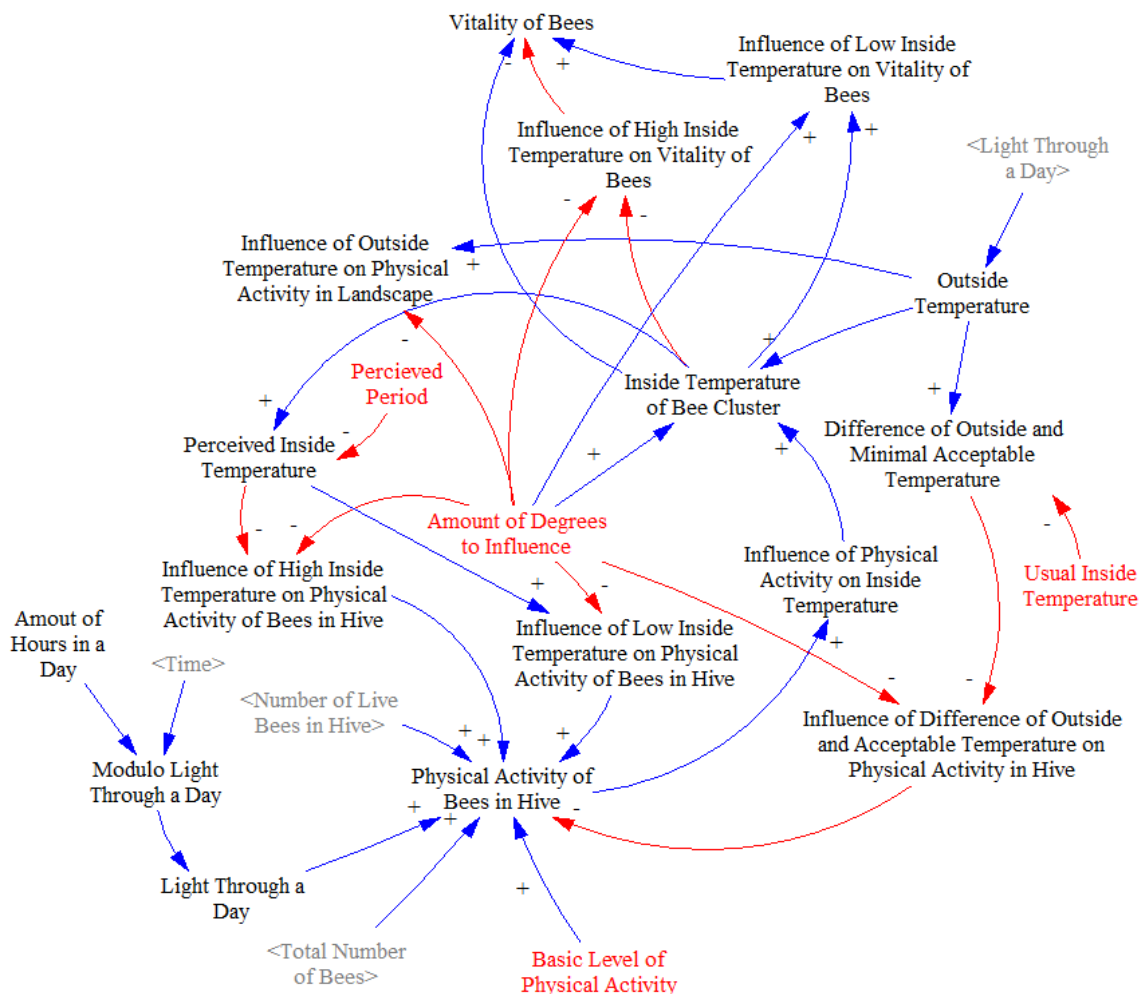 Vitality of Bees
Influence of Low Inside
Temperature on Vitality of
Bees
-
+
Influence of High Inside
Temperature on Vitality of
Bees
+
+
<Light Through
a Day>
-
-
Influence of Outside
Temperature on Physical
Activity in Landscape
+
Outside
Temperature
-
+
Percieved
Period
Inside Temperature
of Bee Cluster
+
+
-
Perceived Inside
Temperature
+
+
Difference of Outside and
Minimal Acceptable
Temperature
-
-
Amount of Degrees
to Influence
-
Influence of High Inside
Temperature on Physical
Activity of Bees in Hive
+
-
Influence of Physical
Activity on Inside
Temperature
Usual Inside
Temperature
Amout of
Hours in a
Day
<Time>
Influence of Low Inside
Temperature on Physical
Activity of Bees in Hive
+
<Number of Live
Bees in Hive>
-
-
Influence of Difference of Outside
and Acceptable Temperature on
Physical Activity in Hive
+
+
+
Modulo Light
Through a Day
Physical Activity of
Bees in Hive
-
+
+
Light Through a
Day
+
<Total Number
of Bees>
Basic Level of
Physical Activity